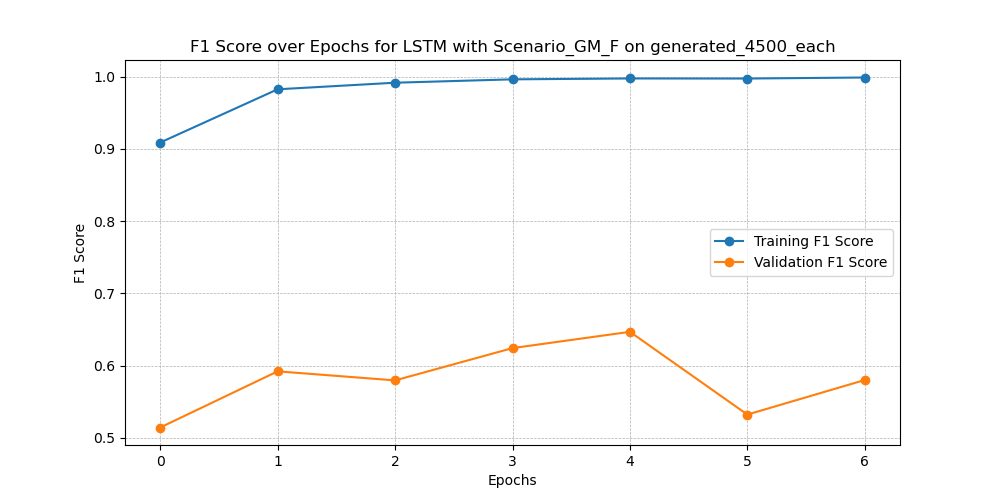 F1 Score over Epochs for LSTM with Scenario_GM_F on generated_4500_each
1.0
0.9
0.8
0.7
0.6
0.5
F1 Score
Training F1 Score
Validation F1 Score
0 1 2 3 4 5 6
Epochs